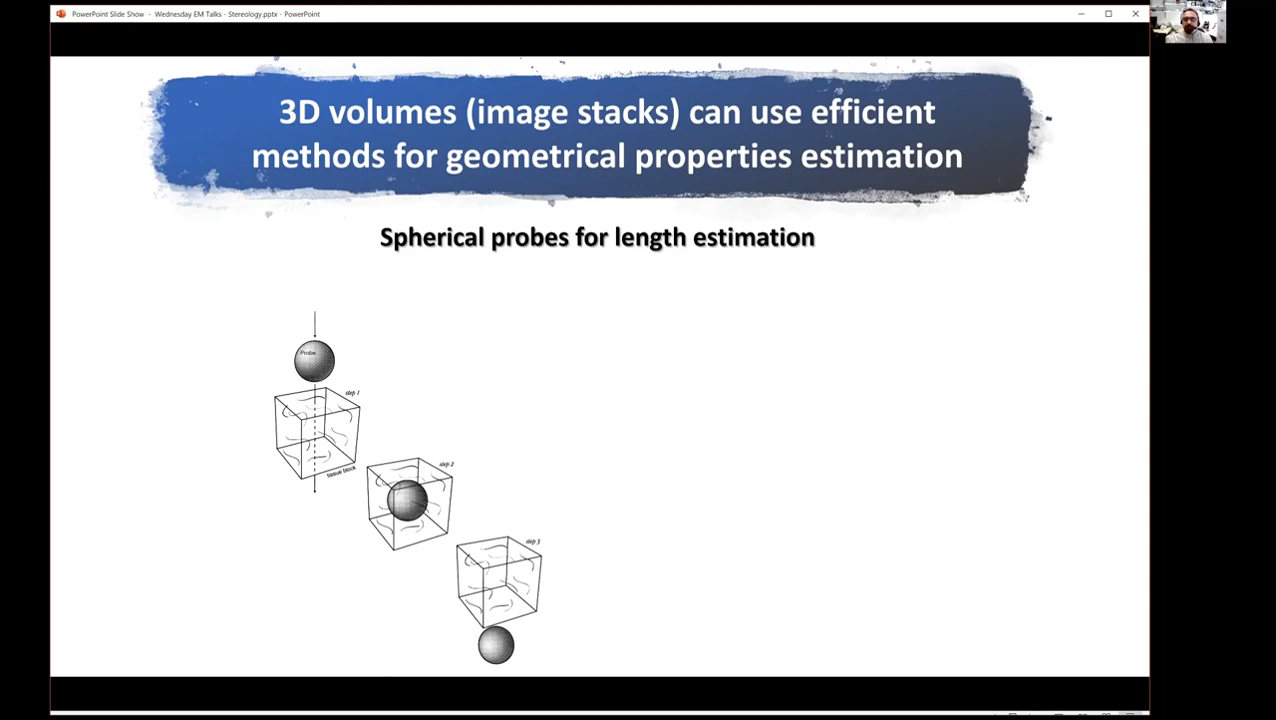 PowerPoint Slide Show - Wednesday EM Talks - Stereology.pptx - PowerPoint
3D volumes (image stacks) can use efficient
methods for geometrical properties estimation
Spherical probes for length estimation
Probe
step 1
tissue block
step 2
step 3